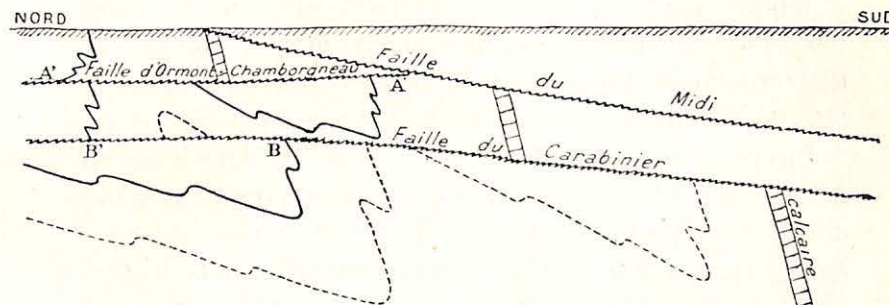 NORD SUD
Faille du Midi
A' Faille d'Ormont-Chamborgneau A
B' B Faille du Carabinier
calcaire